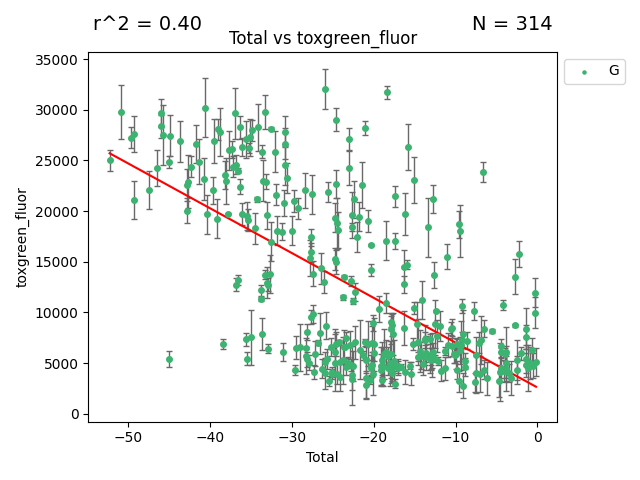 r^2 = 0.40
N = 314
Total vs toxgreen_fluor
G
toxgreen_fluor
35000
30000
25000
20000
15000
10000
5000
0
−50
−40
−30
−20
−10
0
Total